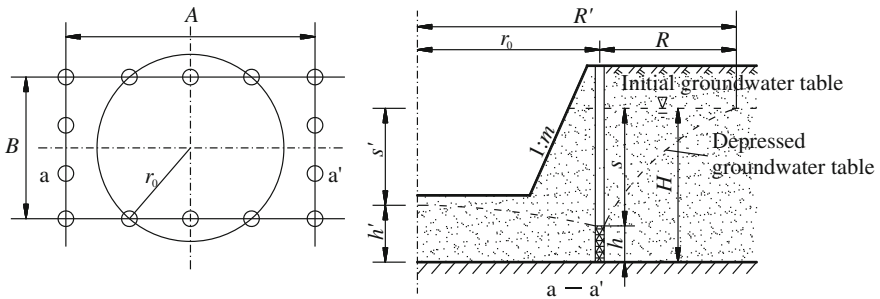 A
B
r₀
a
a'
R'
r₀
R
Initial groundwater table
1:m
s'
s
H
Depressed
groundwater table
h'
h
a — a'